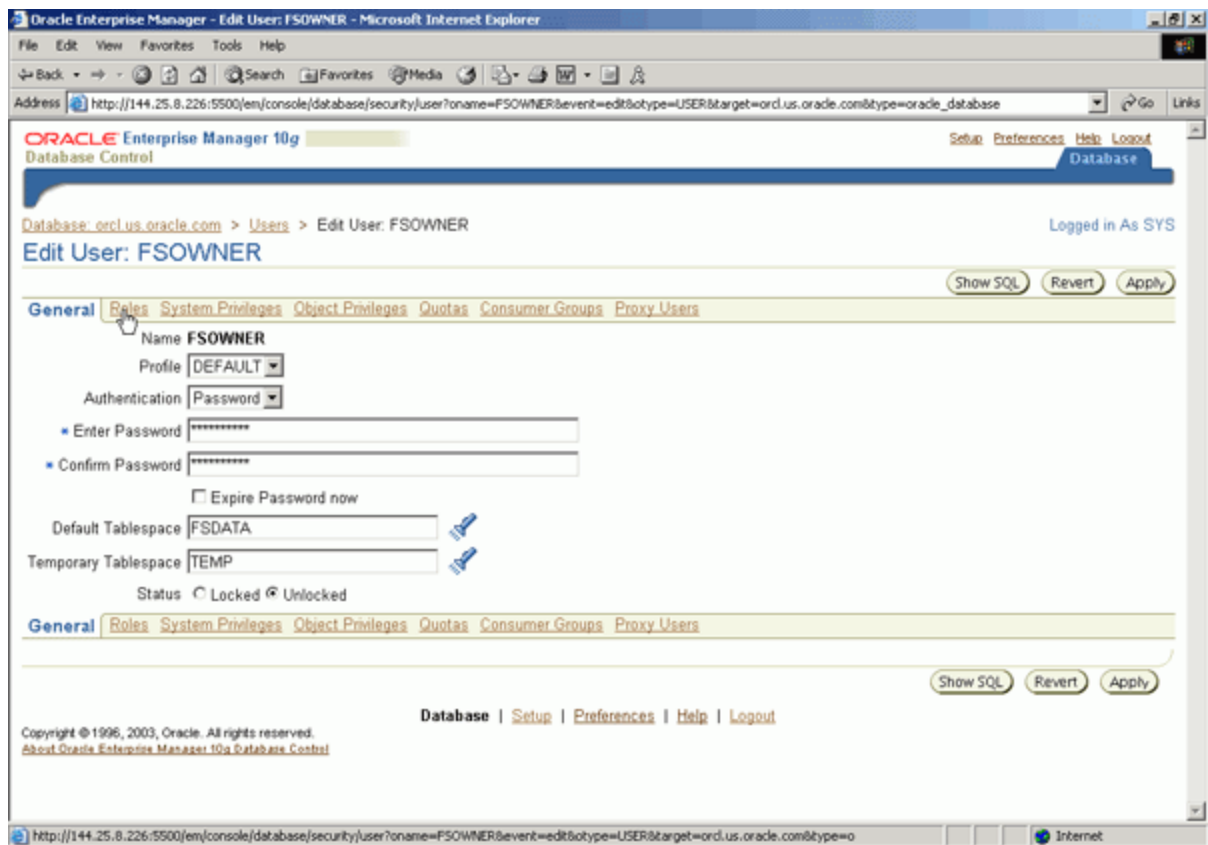 Oracle Enterprise Manager - Edit User: FSOWNER - Microsoft Internet Explorer
File Edit View Favorites Tools Help
Back Search Favorites Media
Address http://144.25.8.226:5500/em/console/database/security/user?oname=FSOWNER&event=edit&otype=USER&target=orcl.us.oracle.com&type=oracle_database Go Links
ORACLE Enterprise Manager 10g
Database Control
Setup Preferences Help Logout
Database
Database: orcl.us.oracle.com > Users > Edit User: FSOWNER
Logged in As SYS
Edit User: FSOWNER
Show SQL Revert Apply
General Roles System Privileges Object Privileges Quotas Consumer Groups Proxy Users
Name FSOWNER
Profile DEFAULT
Authentication Password
* Enter Password **********
* Confirm Password **********
Expire Password now
Default Tablespace FSDATA
Temporary Tablespace TEMP
Status Locked Unlocked
General Roles System Privileges Object Privileges Quotas Consumer Groups Proxy Users
Show SQL Revert Apply
Database | Setup | Preferences | Help | Logout
Copyright © 1996, 2003, Oracle. All rights reserved.
About Oracle Enterprise Manager 10g Database Control
http://144.25.8.226:5500/em/console/database/security/user?oname=FSOWNER&event=edit&otype=USER&target=orcl.us.oracle.com&type=o Internet